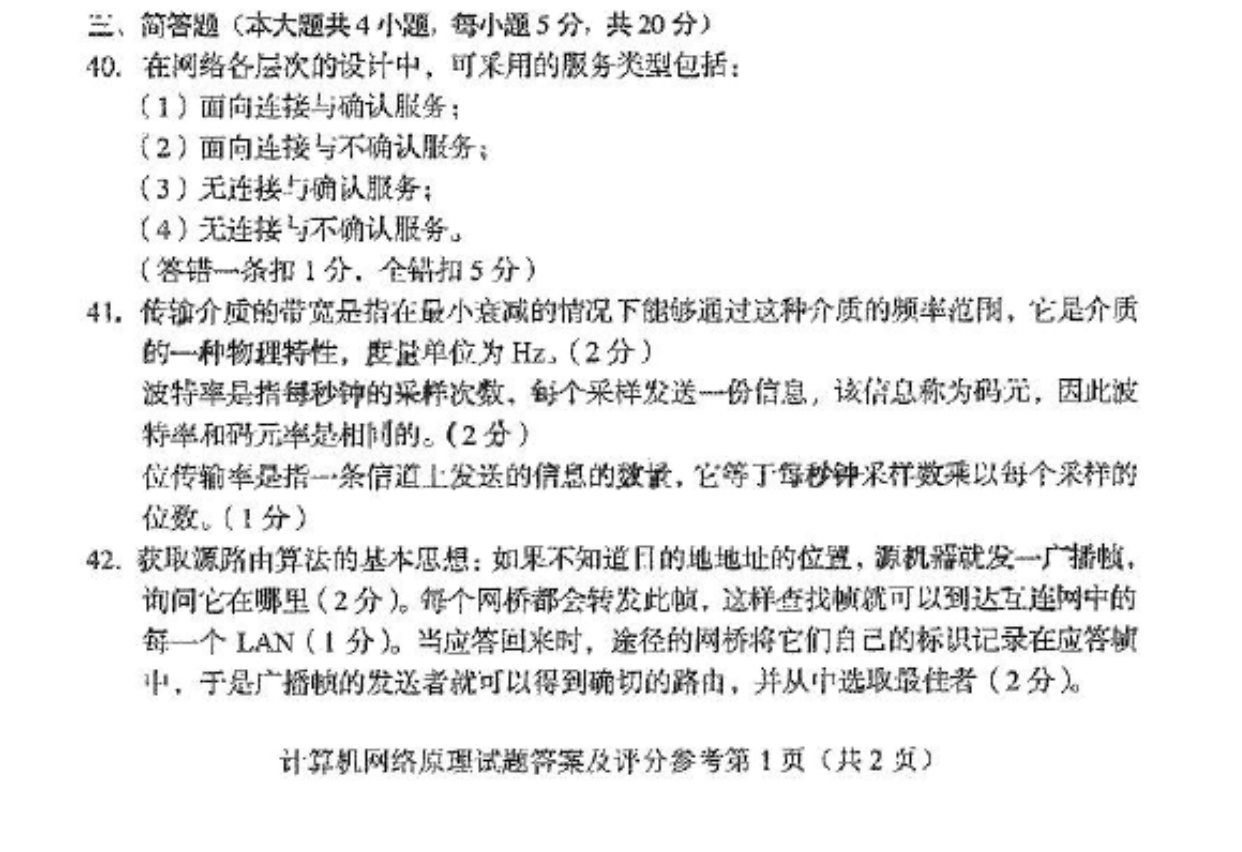 三、简答题（本大题共4小题，每小题5分，共20分）
40. 在网络各层次的设计中，可采用的服务类型包括：
（1）面向连接与确认服务；
（2）面向连接与不确认服务；
（3）无连接与确认服务；
（4）无连接与不确认服务。
（答错一条扣1分，全错扣5分）
41. 传输介质的带宽是指在最小衰减的情况下能够通过这种介质的频率范围，它是介质
的一种物理特性，度量单位为Hz。（2分）
波特率是指每秒钟的采样次数，每个采样发送一份信息，该信息称为码元，因此波
特率和码元率是相同的。（2分）
位传输率是指一条信道上发送的信息的数量，它等于每秒钟采样数乘以每个采样的
位数。（1分）
42. 获取源路由算法的基本思想：如果不知道目的地地址的位置，源机器就发一广播帧，
询问它在哪里（2分）。每个网桥都会转发此帧，这样查找帧就可以到达互连网中的
每一个 LAN（1分）。当应答回来时，途径的网桥将它们自己的标识记录在应答帧
中，于是广播帧的发送者就可以得到确切的路由，并从中选取最佳者（2分）。
计算机网络原理试题答案及评分参考第1页（共2页）